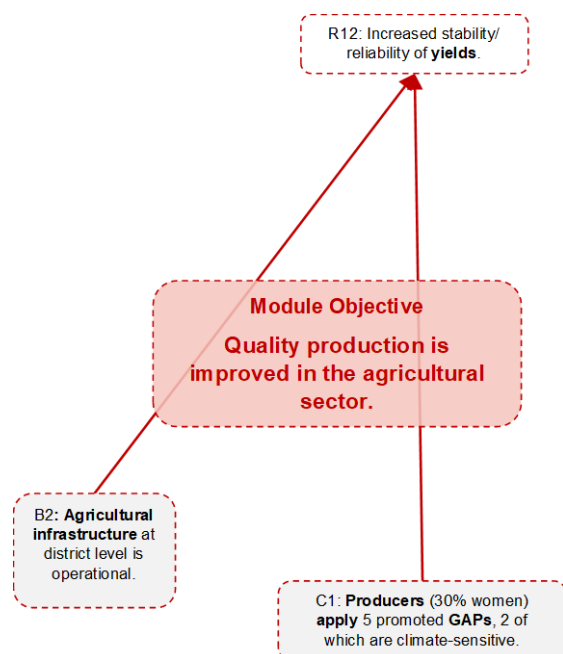 R12: Increased stability/
reliability of yields.
Module Objective
Quality production is
improved in the agricultural
sector.
B2: Agricultural
infrastructure at
district level is
operational.
C1: Producers (30% women)
apply 5 promoted GAPs, 2 of
which are climate-sensitive.